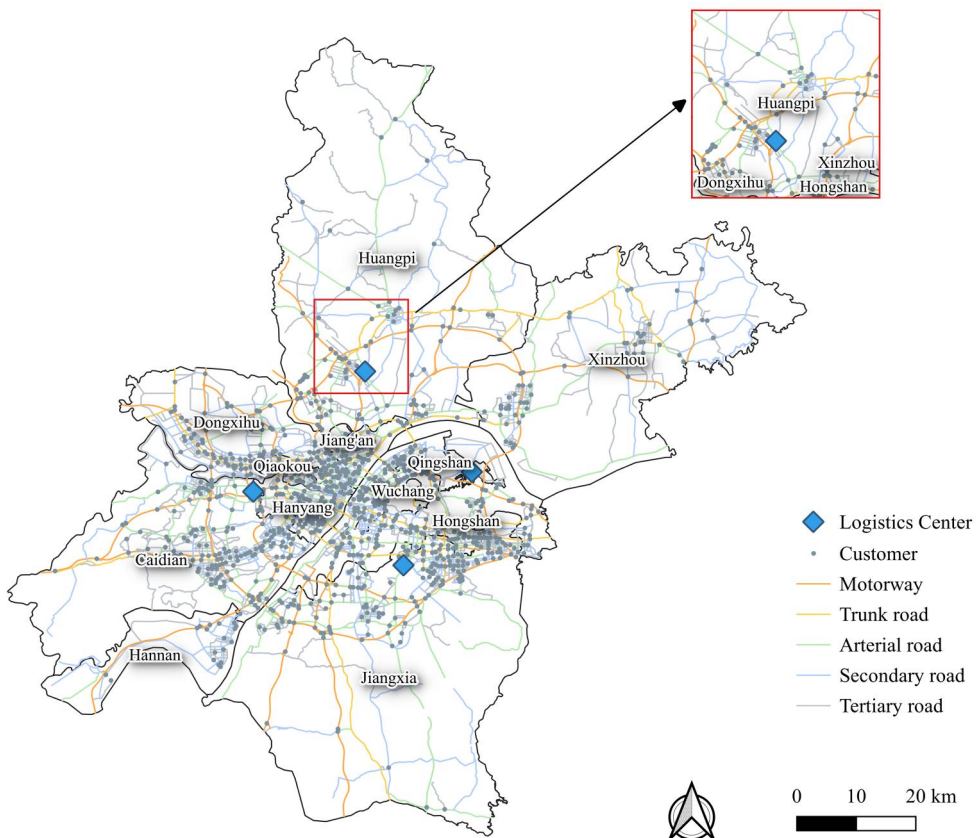 Huangpi
Xinzhou
Dongxihu
Hongshan
Huangpi
Xinzhou
Dongxihu
Jiang'an
Qiaokou
Qingshan
Wuchang
Hanyang
Hongshan
Caidian
Hannan
Jiangxia
Logistics Center
Customer
Motorway
Trunk road
Arterial road
Secondary road
Tertiary road
0 10 20 km